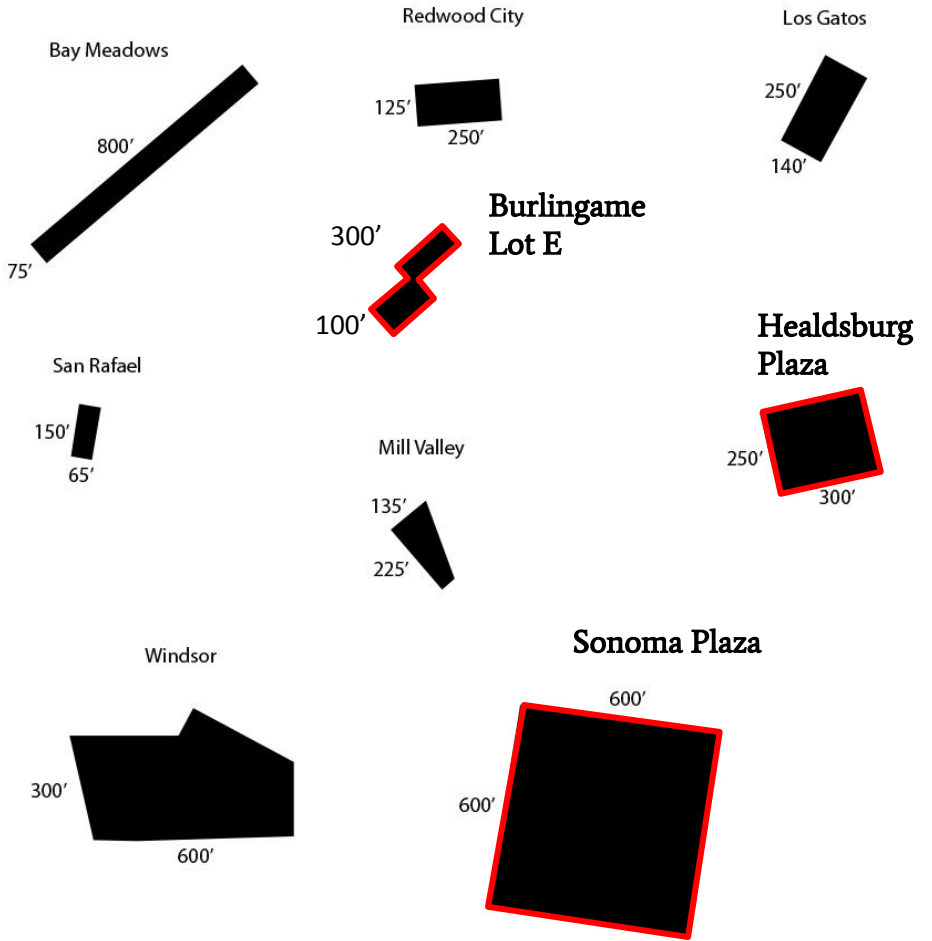 Redwood City
Los Gatos
Bay Meadows
800′
75′
125′
250′
250′
140′
Burlingame
Lot E
300′
100′
Healdsburg
Plaza
250′
300′
San Rafael
150′
65′
Mill Valley
135′
225′
Windsor
300′
600′
Sonoma Plaza
600′
600′